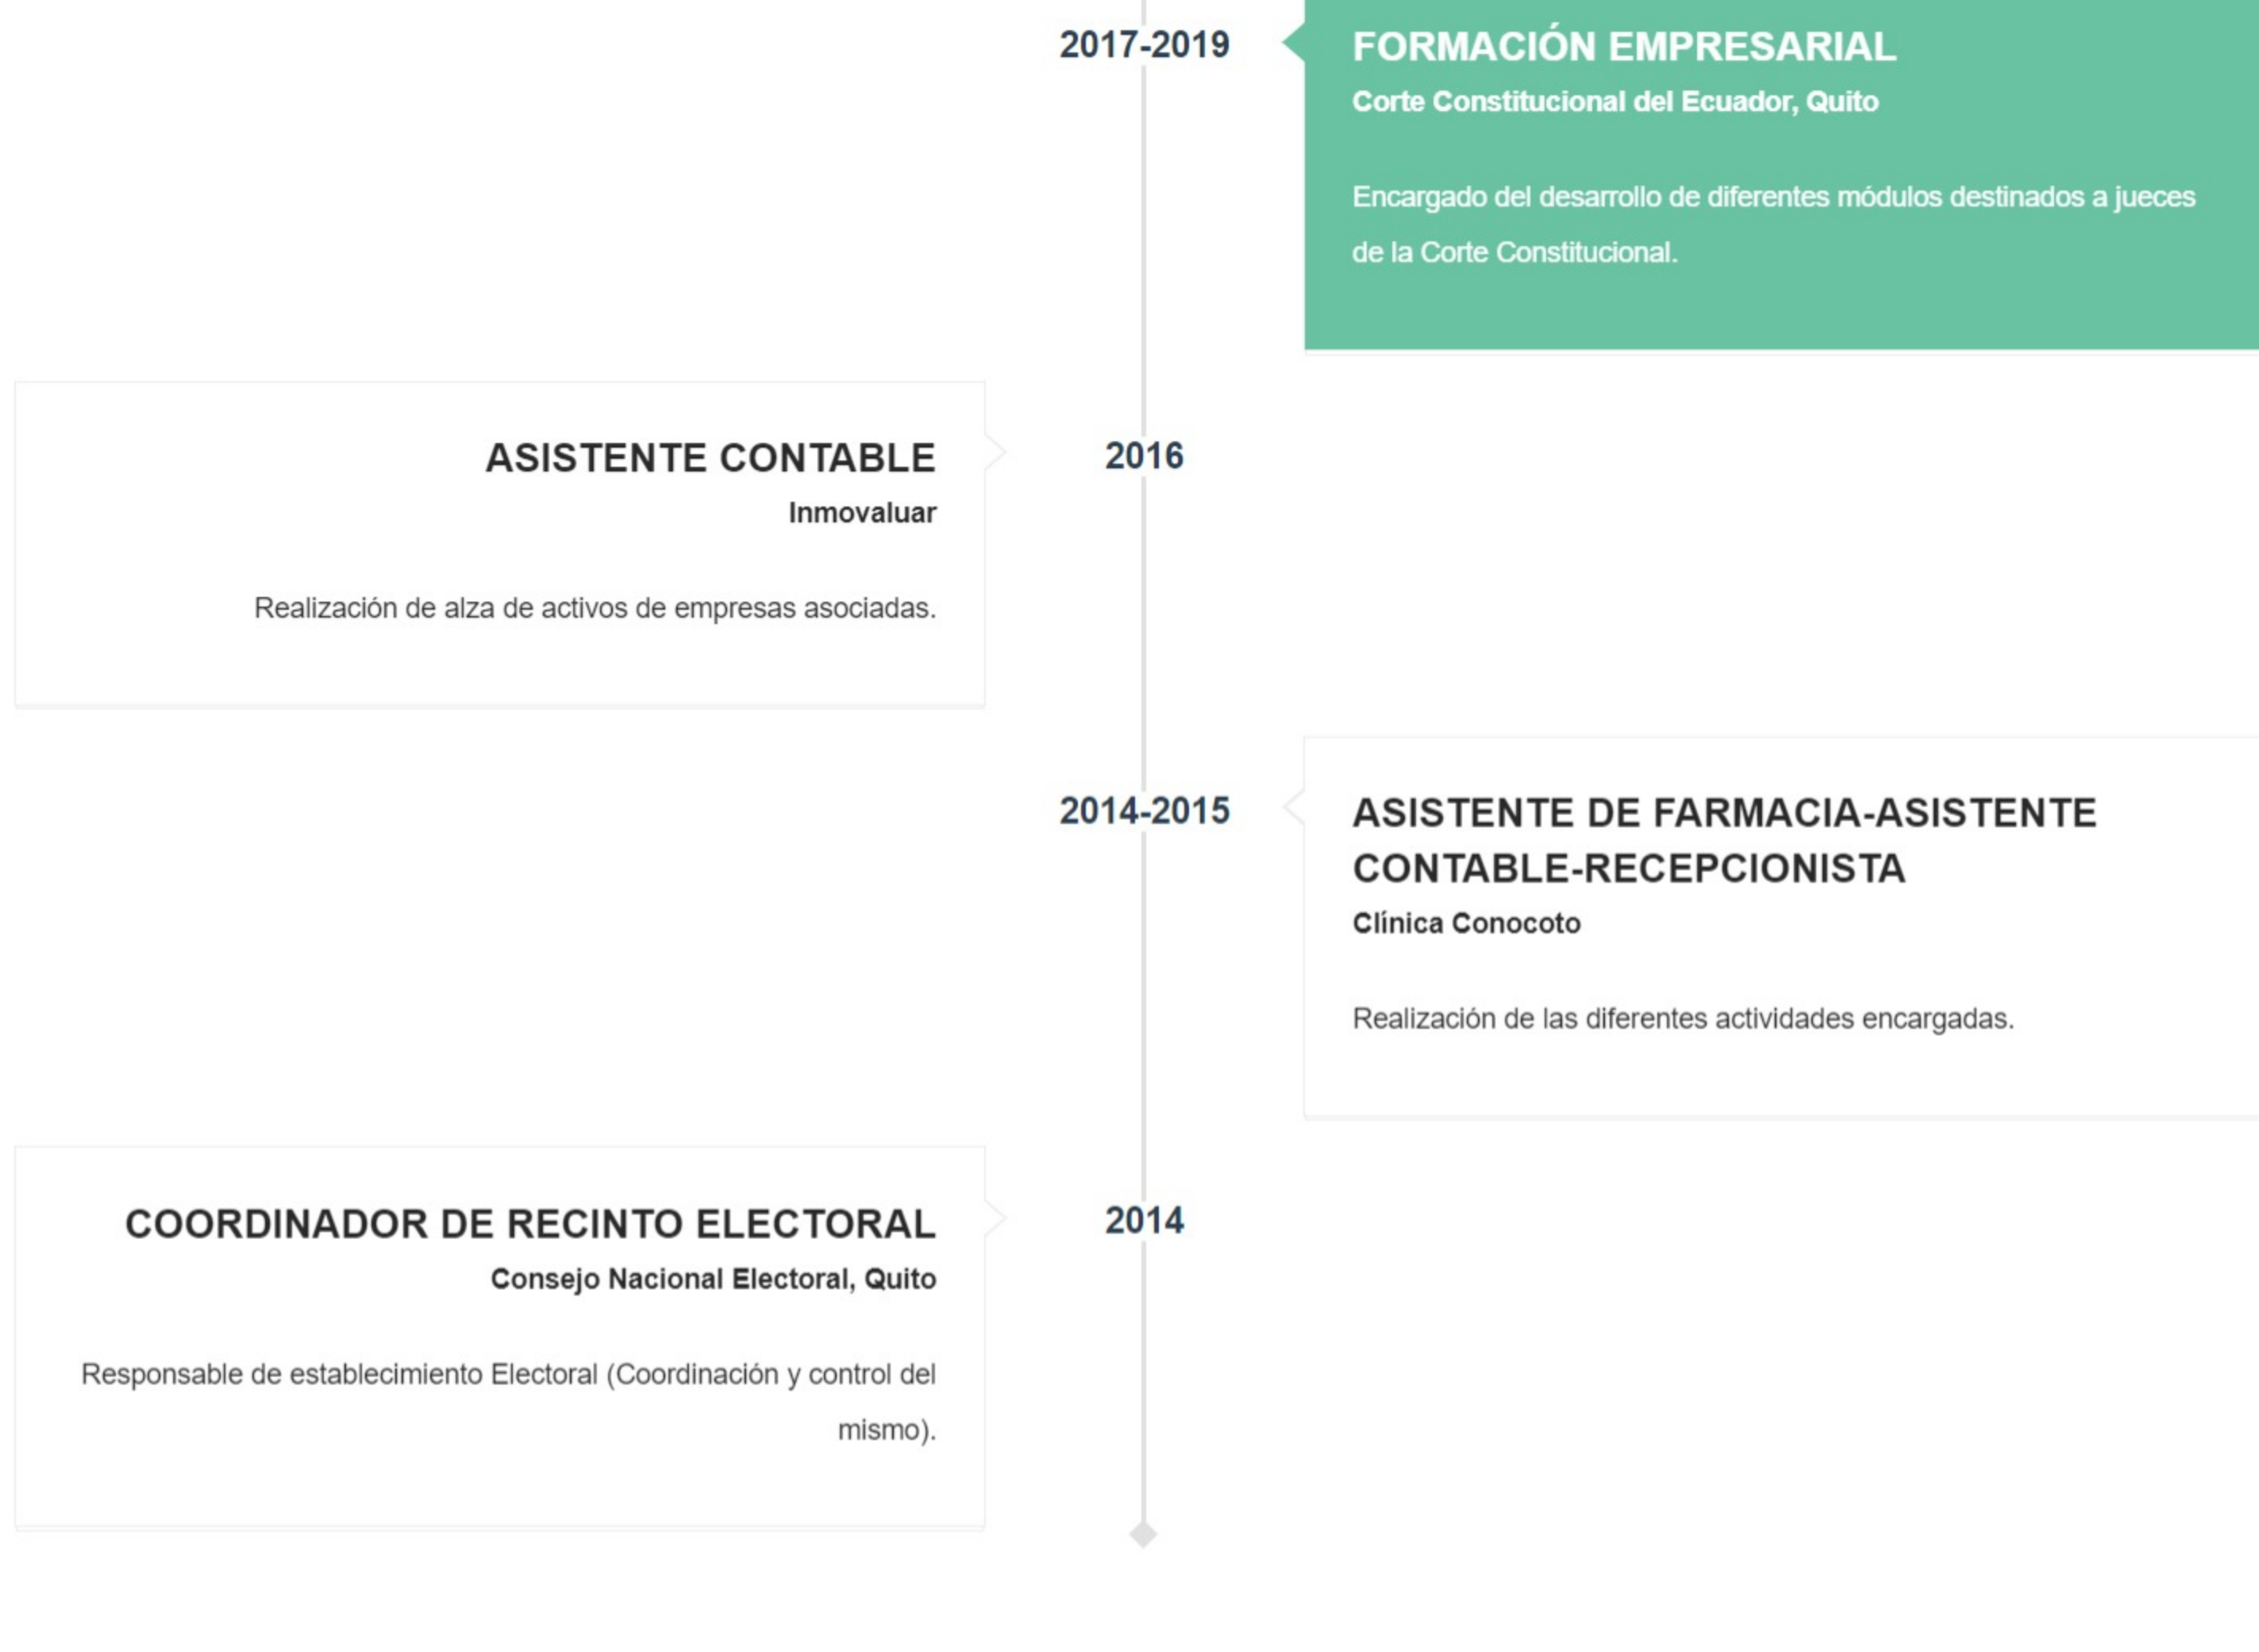 2017-2019
FORMACIÓN EMPRESARIAL
Corte Constitucional del Ecuador, Quito
Encargado del desarrollo de diferentes módulos destinados a jueces
de la Corte Constitucional.
ASISTENTE CONTABLE
Inmovaluar
Realización de alza de activos de empresas asociadas.
2016
2014-2015
ASISTENTE DE FARMACIA-ASISTENTE
CONTABLE-RECEPCIONISTA
Clínica Conocoto
Realización de las diferentes actividades encargadas.
COORDINADOR DE RECINTO ELECTORAL
Consejo Nacional Electoral, Quito
Responsable de establecimiento Electoral (Coordinación y control del
mismo).
2014